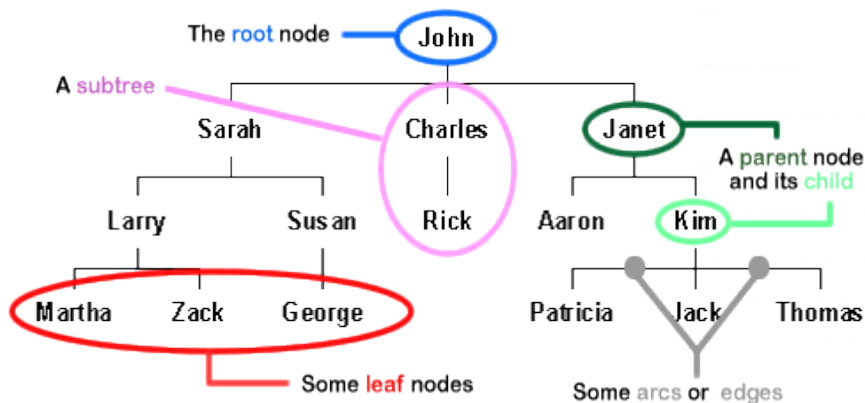 The root node
John
A subtree
Sarah
Charles
Janet
A parent node
and its child
Larry
Susan
Rick
Aaron
Kim
Martha
Zack
George
Patricia
Jack
Thomas
Some leaf nodes
Some arcs or edges